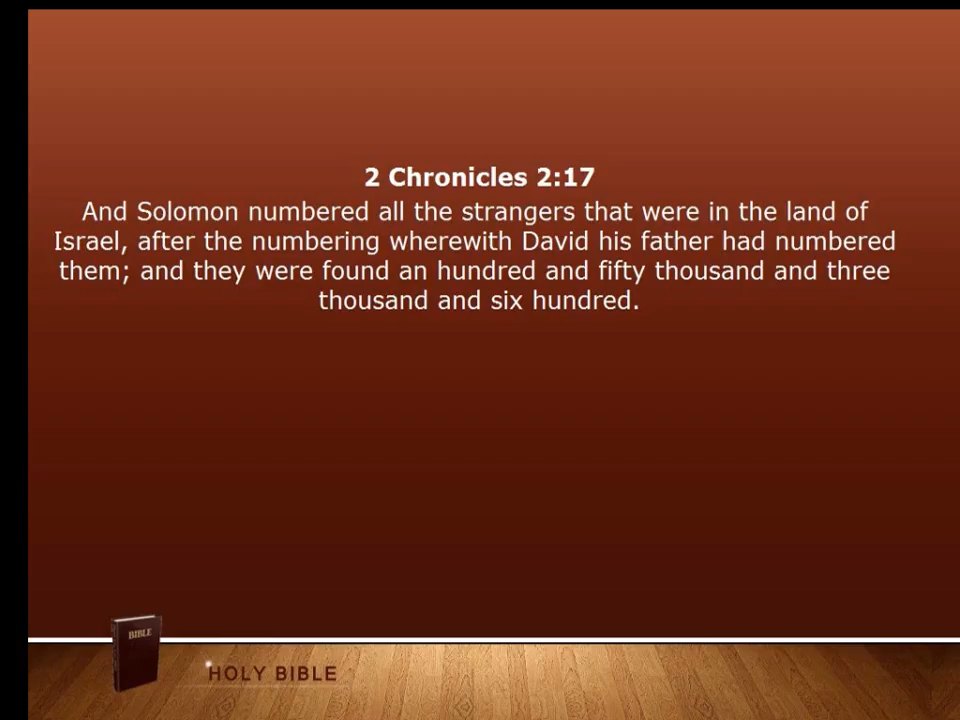 2 Chronicles 2:17
And Solomon numbered all the strangers that were in the land of
Israel, after the numbering wherewith David his father had numbered
them; and they were found an hundred and fifty thousand and three
thousand and six hundred.
BIBLE
HOLY BIBLE